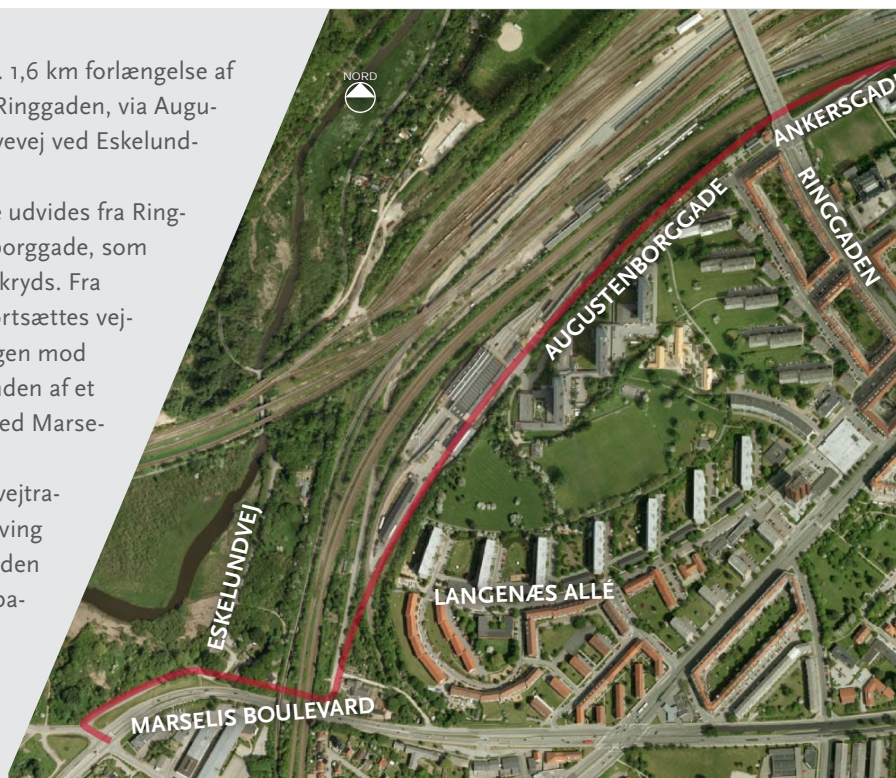 . 1,6 km forlængelse af
Ringgaden, via Augu-
vevej ved Eskelund-
e udvides fra Ring-
borggade, som
kryds. Fra
ortsættes vej-
gen mod
nden af et
ed Marse-
vejtra-
ving
den
pa-
NORD
ANKERSGAD
RINGGADEN
AUGUSTENBORGGADE
ESKELUNDVEJ
LANGENÆS ALLÉ
MARSELIS BOULEVARD